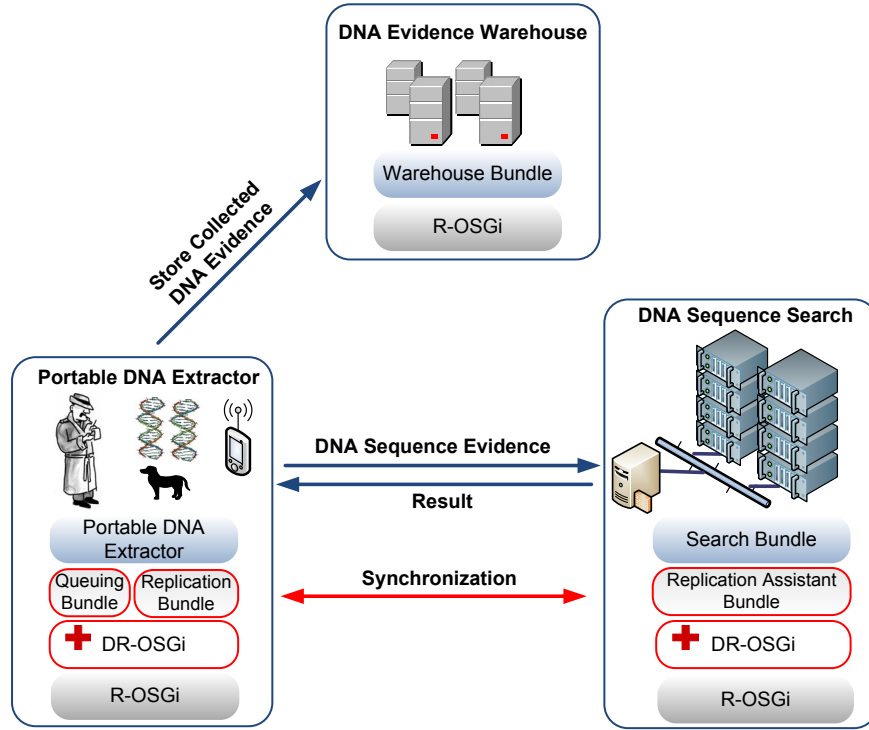 DNA Evidence Warehouse
Warehouse Bundle
R-OSGi
Store Collected
DNA Evidence
Portable DNA Extractor
Portable DNA
Extractor
Queuing
Bundle
Replication
Bundle
DR-OSGi
R-OSGi
DNA Sequence Evidence
Result
Synchronization
DNA Sequence Search
Search Bundle
Replication Assistant
Bundle
DR-OSGi
R-OSGi